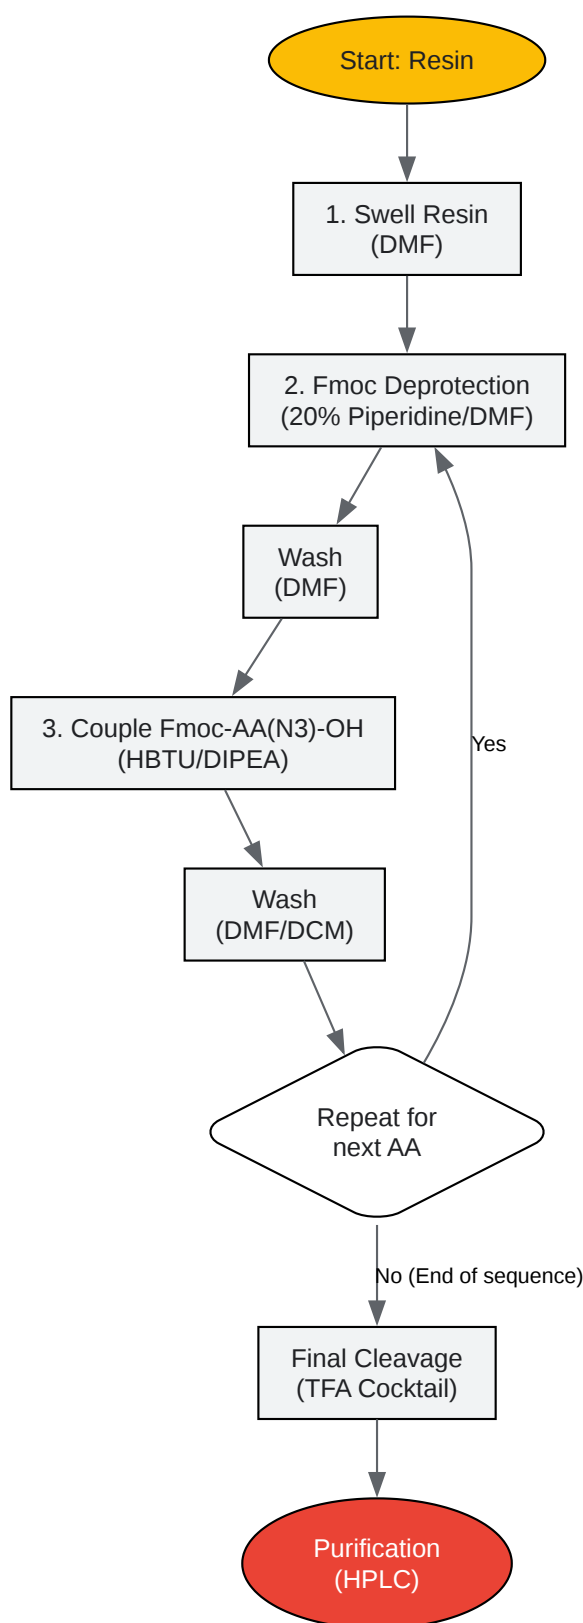 Start: Resin
1. Swell Resin
(DMF)
2. Fmoc Deprotection
(20% Piperidine/DMF)
Wash
(DMF)
3. Couple Fmoc-AA(N3)-OH
(HBTU/DIPEA)
Yes
Wash
(DMF/DCM)
Repeat for
next AA
No (End of sequence)
Final Cleavage
(TFA Cocktail)
Purification
(HPLC)